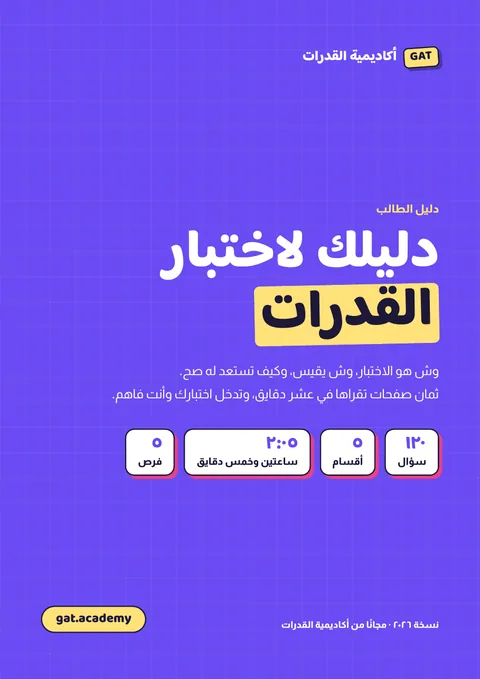 GAT أكاديمية القدرات
دليل الطالب
دليلك لاختبار
القدرات
وش هو الاختبار، وش يقيس، وكيف تستعد له صح.
ثمان صفحات تقراها في عشر دقايق، وتدخل اختبارك وأنت فاهم.
١٢٠ سؤال
٥ أقسام
٢:٠٥ ساعتين وخمس دقايق
٥ فرص
نسخة ٢٠٢٦ · مجانًا من أكاديمية القدرات
gat.academy